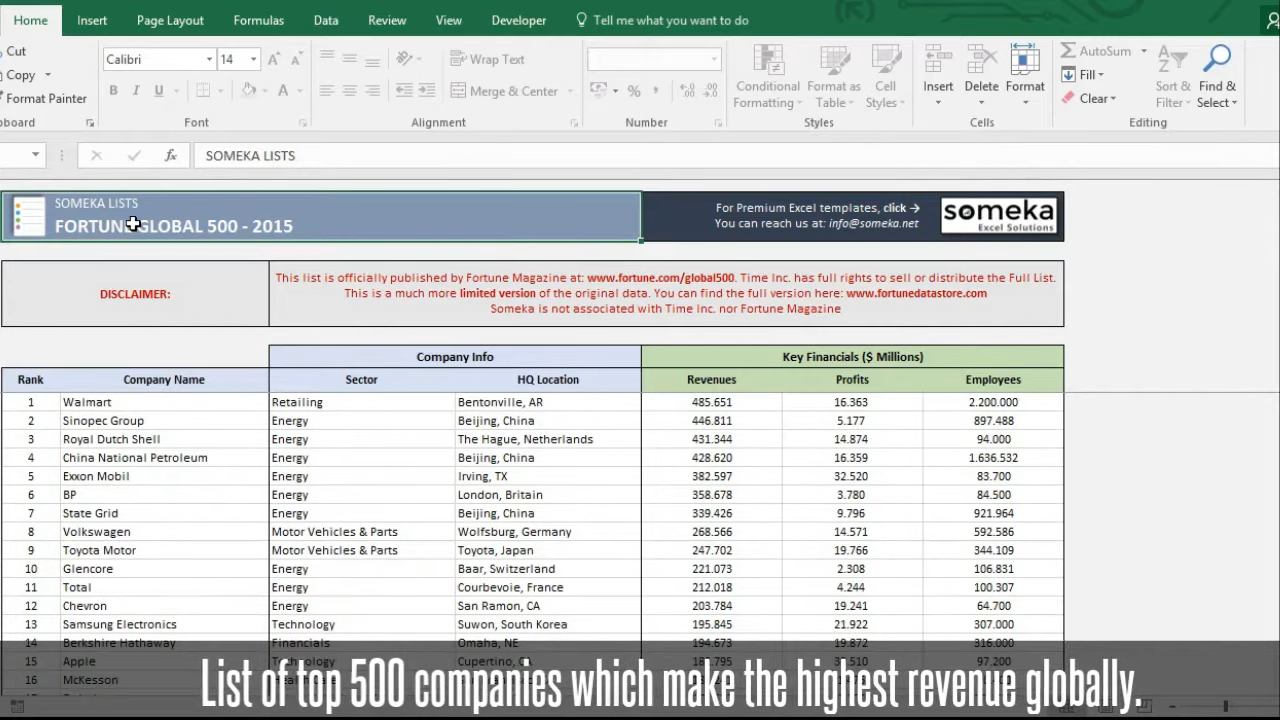 Home Insert Page Layout Formulas Data Review View Developer Tell me what you want to do
Cut
Copy
Format Painter
Calibri 14
B I U
Wrap Text
Merge & Center
Conditional Formatting
Format as Table
Cell Styles
Insert Delete Format
AutoSum
Fill
Clear
Sort & Filter
Find & Select
board Font Alignment Number Styles Cells Editing
fx SOMEKA LISTS
SOMEKA LISTS
FORTUNE GLOBAL 500 - 2015
For Premium Excel templates, click →
You can reach us at: info@someka.net
someka
Excel Solutions
DISCLAIMER:
This list is officially published by Fortune Magazine at: www.fortune.com/global500. Time Inc. has full rights to sell or distribute the Full List.
This is a much more limited version of the original data. You can find the full version here: www.fortunedatastore.com
Someka is not associated with Time Inc. nor Fortune Magazine
Company Info Key Financials ($ Millions)
Rank Company Name Sector HQ Location Revenues Profits Employees
1 Walmart Retailing Bentonville, AR 485.651 16.363 2.200.000
2 Sinopec Group Energy Beijing, China 446.811 5.177 897.488
3 Royal Dutch Shell Energy The Hague, Netherlands 431.344 14.874 94.000
4 China National Petroleum Energy Beijing, China 428.620 16.359 1.636.532
5 Exxon Mobil Energy Irving, TX 382.597 32.520 83.700
6 BP Energy London, Britain 358.678 3.780 84.500
7 State Grid Energy Beijing, China 339.426 9.796 921.964
8 Volkswagen Motor Vehicles & Parts Wolfsburg, Germany 268.566 14.571 592.586
9 Toyota Motor Motor Vehicles & Parts Toyota, Japan 247.702 19.766 344.109
10 Glencore Energy Baar, Switzerland 221.073 2.308 106.831
11 Total Energy Courbevoie, France 212.018 4.244 100.307
12 Chevron Energy San Ramon, CA 203.784 19.241 64.700
13 Samsung Electronics Technology Suwon, South Korea 195.845 21.922 307.000
14 Berkshire Hathaway Financials Omaha, NE 194.673 19.872 316.000
15 Apple Technology Cupertino, CA 97.200
16 McKesson
List of top 500 companies which make the highest revenue globally.